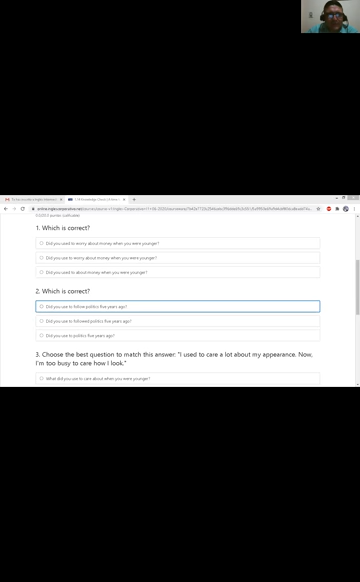 1. Which is correct?
Did you used to worry about money when you were younger?
Did you use to worry about money when you were younger?
Did you used to about money when you were younger?
2. Which is correct?
Did you use to follow politics five years ago?
Did you use to followed politics five years ago?
Did you use to politics five years ago?
3. Choose the best question to match this answer: "I used to care a lot about my appearance. Now,
I'm too busy to care how I look."
What did you use to care about when you were younger?